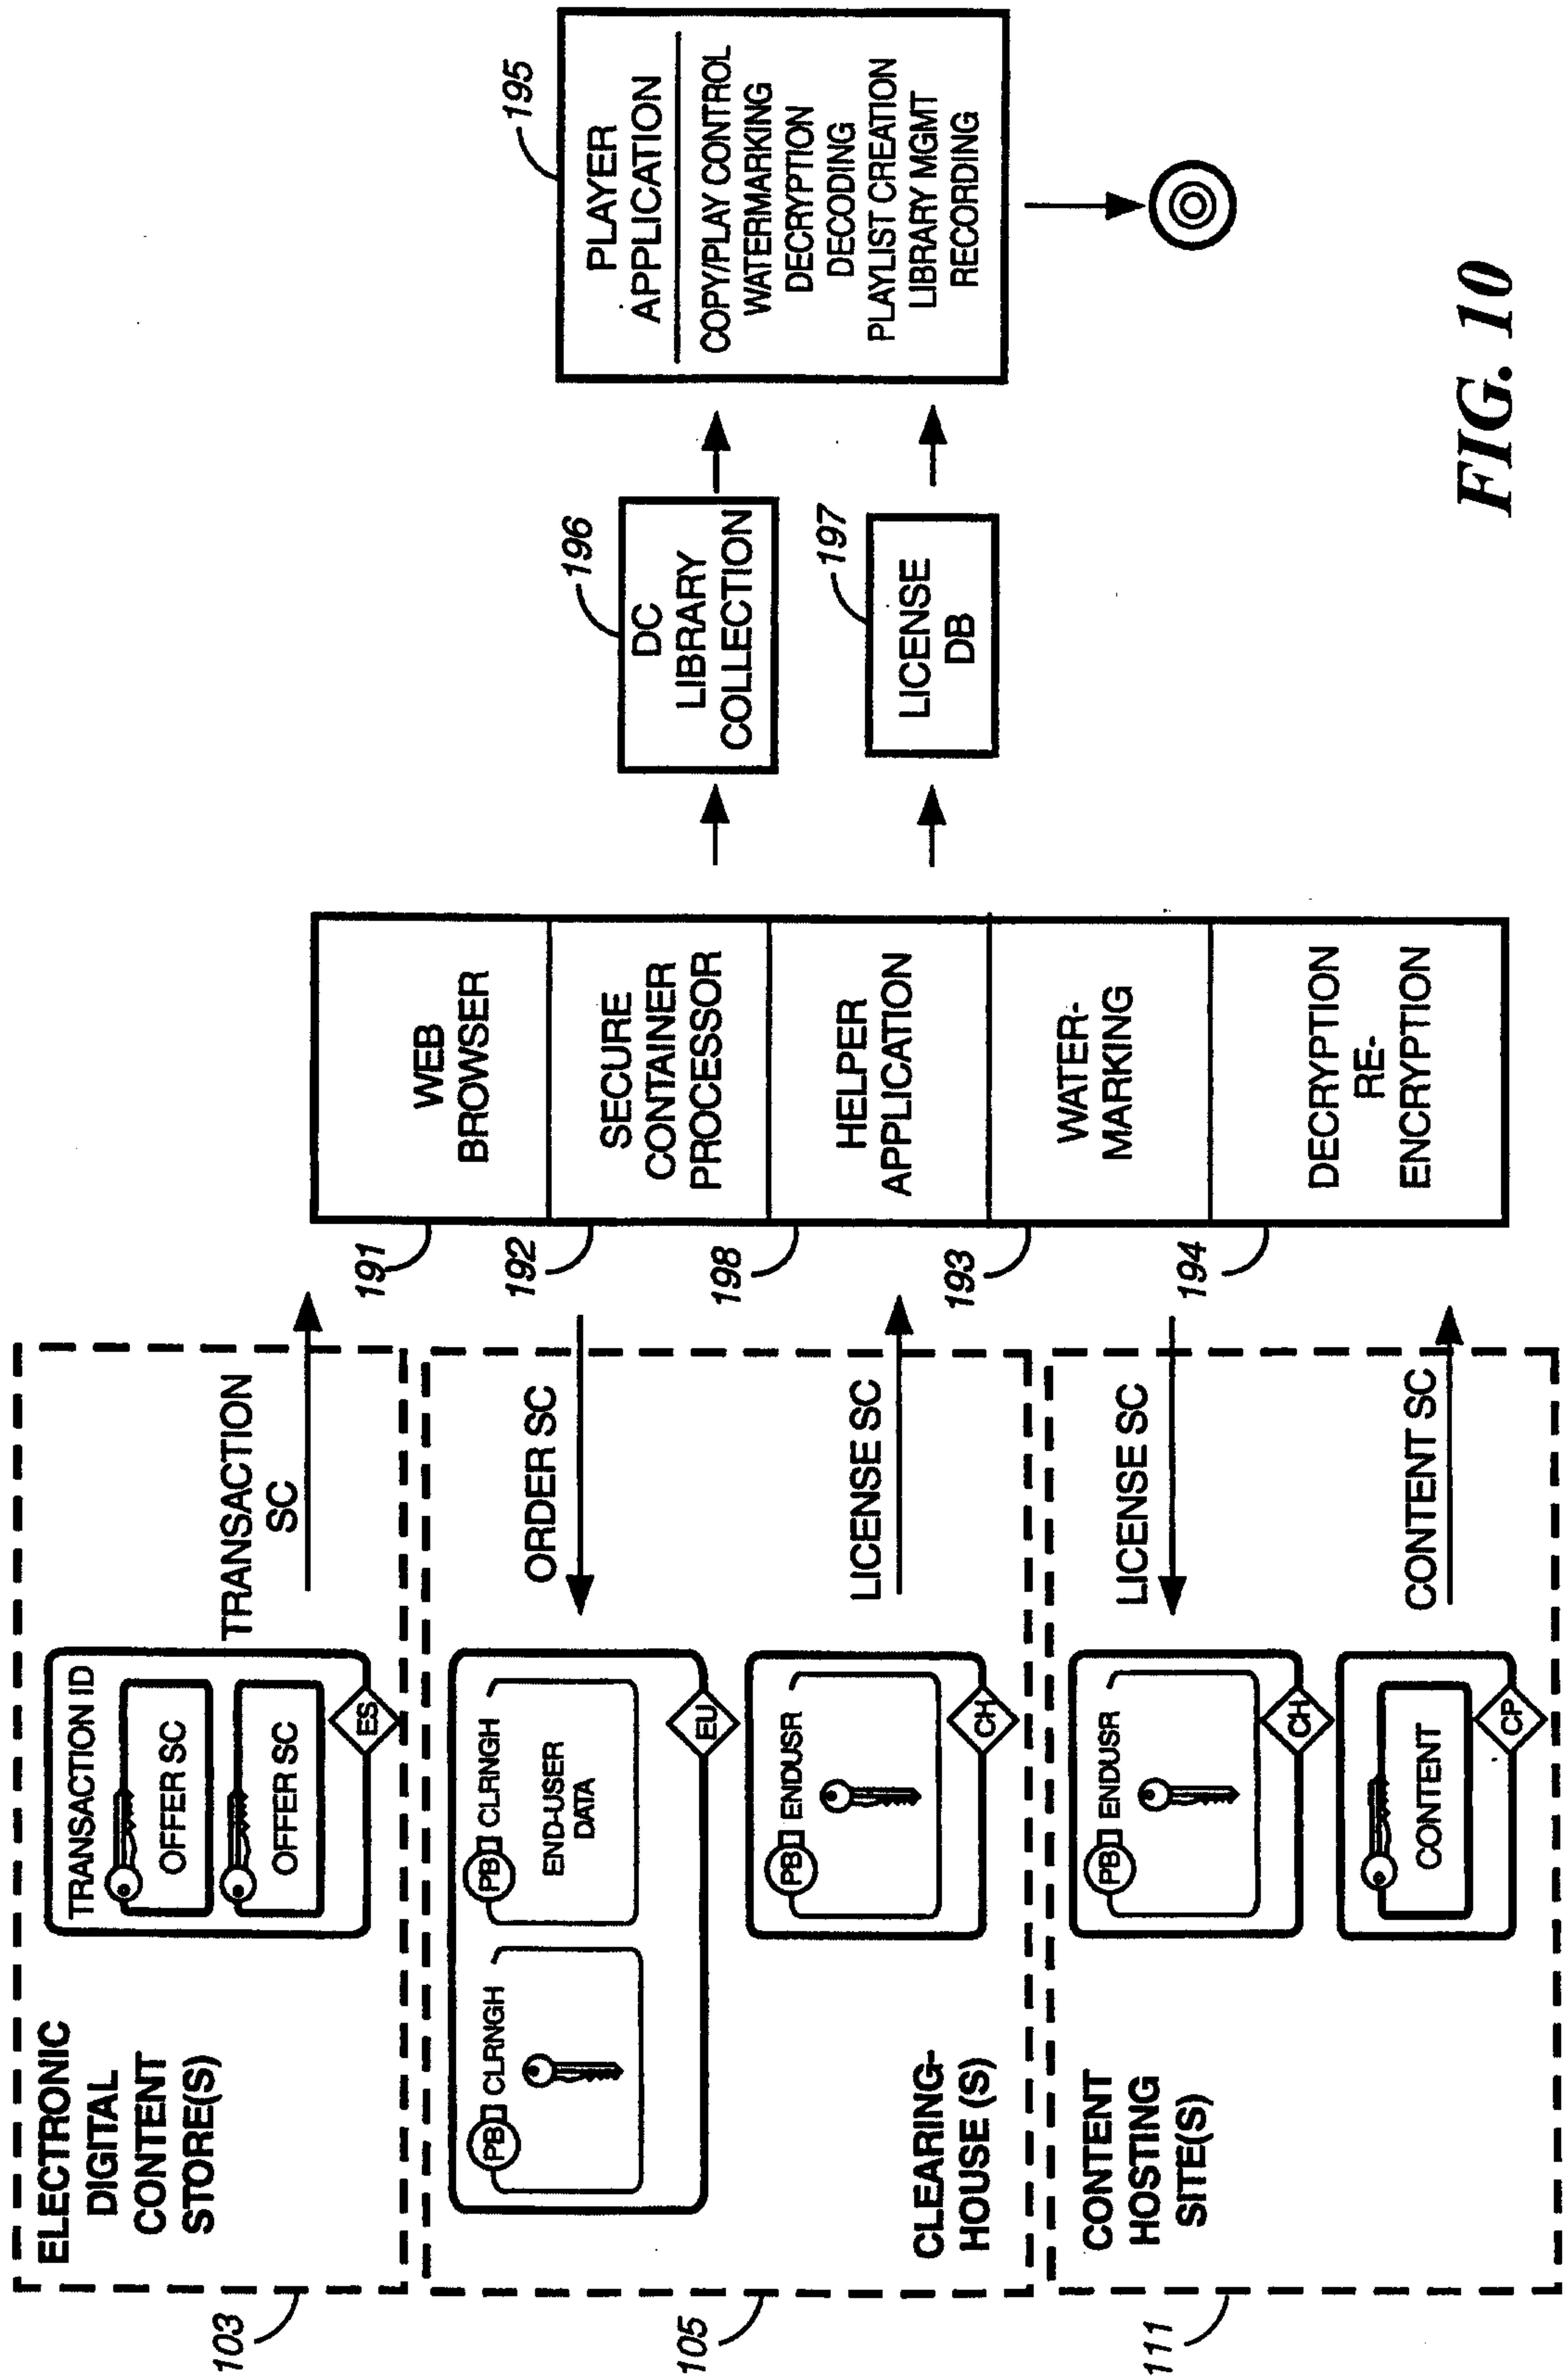 103
ELECTRONIC
DIGITAL
CONTENT
STORE(S)
TRANSACTION ID
OFFER SC
OFFER SC
ES
TRANSACTION
SC
105
PB CLRNGH
PB CLRNGH
END-USER
DATA
EU
ORDER SC
CLEARING-
HOUSE (S)
PB ENDUSR
CH
LICENSE SC
111
CONTENT
HOSTING
SITE(S)
PB ENDUSR
CH
LICENSE SC
CONTENT
CP
CONTENT SC
191
WEB
BROWSER
192
SECURE
CONTAINER
PROCESSOR
198
HELPER
APPLICATION
193
WATER-
MARKING
194
DECRYPTION
RE-
ENCRYPTION
196
DC
LIBRARY
COLLECTION
197
LICENSE
DB
195
PLAYER
APPLICATION
COPY/PLAY CONTROL
WATERMARKING
DECRYPTION
DECODING
PLAYLIST CREATION
LIBRARY MGMT
RECORDING
FIG. 10